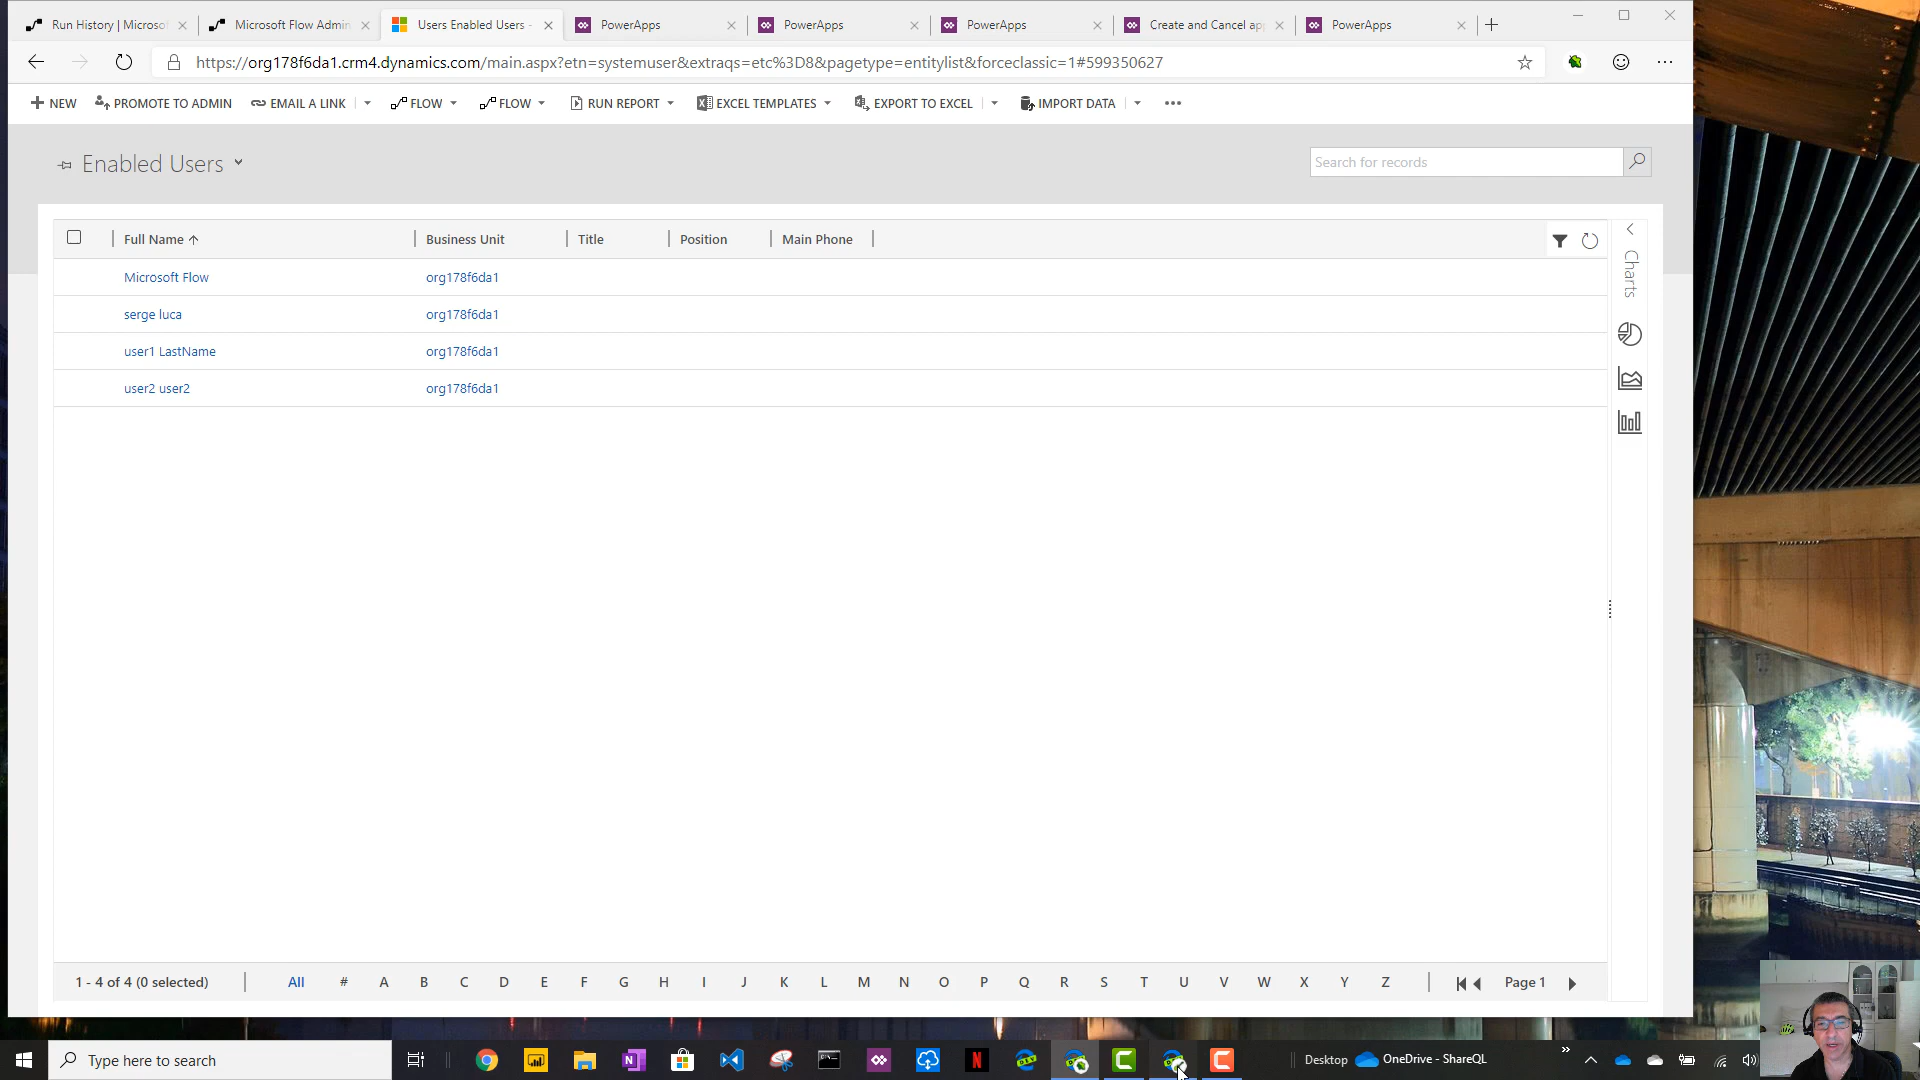 Run History | Microsof
Microsoft Flow Admin
Users Enabled Users -
PowerApps
PowerApps
PowerApps
Create and Cancel app
PowerApps
https://org178f6da1.crm4.dynamics.com/main.aspx?etn=systemuser&extraqs=etc%3D8&pagetype=entitylist&forceclassic=1#599350627
NEW
PROMOTE TO ADMIN
EMAIL A LINK
FLOW
FLOW
RUN REPORT
EXCEL TEMPLATES
EXPORT TO EXCEL
IMPORT DATA
Enabled Users
Search for records
Full Name
Business Unit
Title
Position
Main Phone
Charts
Microsoft Flow org178f6da1
serge luca org178f6da1
user1 LastName org178f6da1
user2 user2 org178f6da1
1 - 4 of 4 (0 selected)
All # A B C D E F G H I J K L M N O P Q R S T U V W X Y Z
Page 1
Type here to search
Desktop
OneDrive - ShareQL